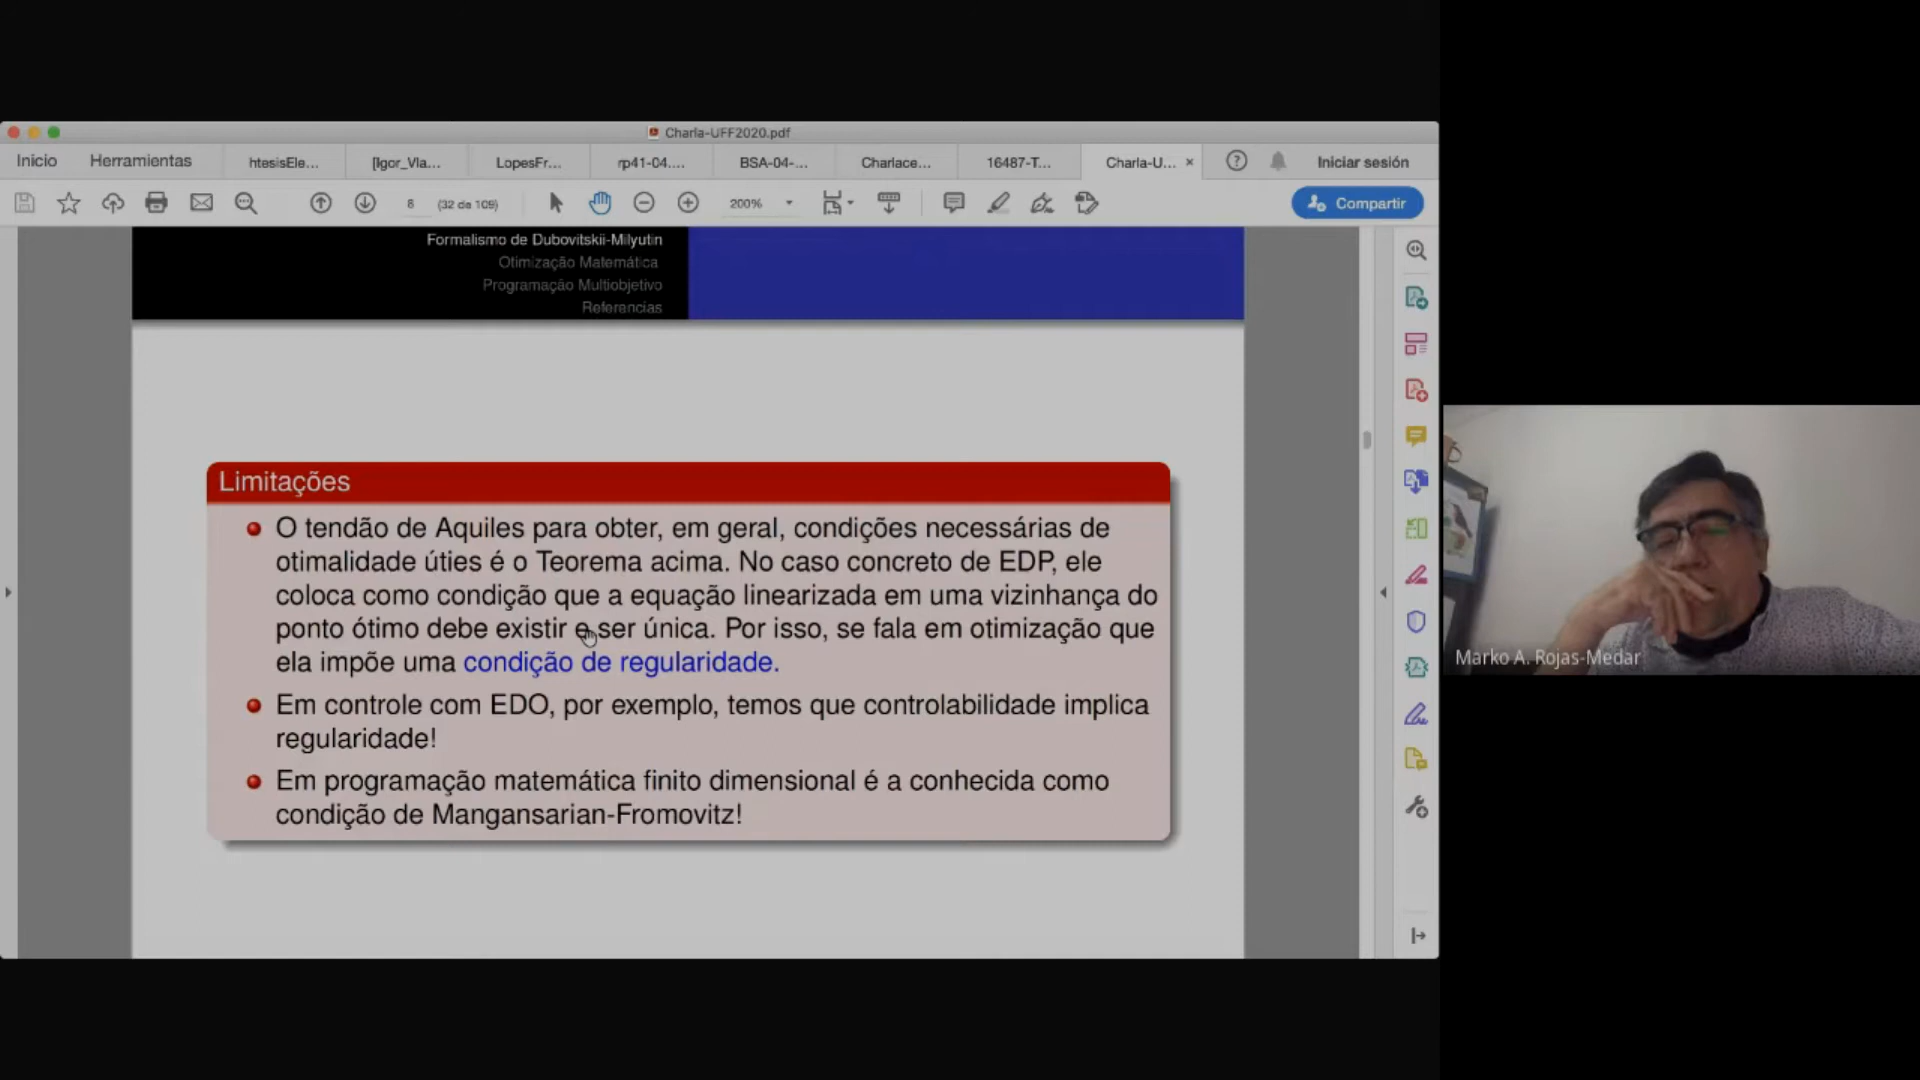 Charla-UFF2020.pdf
Inicio Herramientas htesisEle... [Igor_Vla... LopesFr... rp41-04.... BSA-04-... Charlace... 16487-T... Charla-U... × Iniciar sesión
8 (32 de 109) 200% Compartir
Formalismo de Dubovitskii-Milyutin
Otimização Matemática
Programação Multiobjetivo
Referencias
Limitações
O tendão de Aquiles para obter, em geral, condições necessárias de
otimalidade úties é o Teorema acima. No caso concreto de EDP, ele
coloca como condição que a equação linearizada em uma vizinhança do
ponto ótimo debe existir e ser única. Por isso, se fala em otimização que
ela impõe uma condição de regularidade.
Em controle com EDO, por exemplo, temos que controlabilidade implica
regularidade!
Em programação matemática finito dimensional é a conhecida como
condição de Mangansarian-Fromovitz!
Marko A. Rojas-Medar